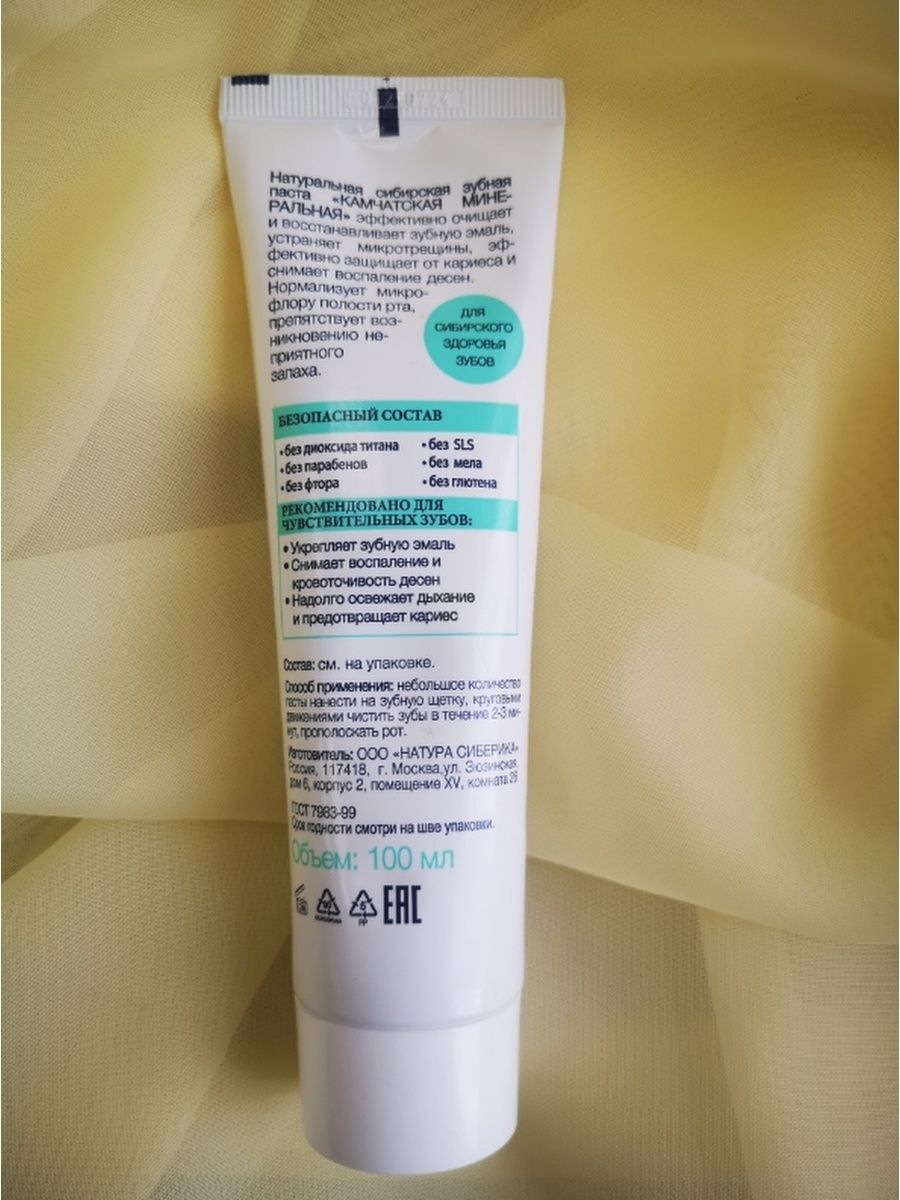 Натуральная сибирская зубная
паста «КАМЧАТСКАЯ МИНЕ-
РАЛЬНАЯ» эффективно очищает
и восстанавливает зубную эмаль,
устраняет микротрещины, эф-
фективно защищает от кариеса и
снимает воспаление десен.
Нормализует микро-
флору полости рта,
препятствует воз-
никновению не-
приятного
запаха.
ДЛЯ
СИБИРСКОГО
ЗДОРОВЬЯ
ЗУБОВ
БЕЗОПАСНЫЙ СОСТАВ
• без диоксида титана
• без парабенов
• без фтора
• без SLS
• без мела
• без глютена
РЕКОМЕНДОВАНО ДЛЯ
ЧУВСТВИТЕЛЬНЫХ ЗУБОВ:
• Укрепляет зубную эмаль
• Снимает воспаление и
кровоточивость десен
• Надолго освежает дыхание
и предотвращает кариес
Состав: см. на упаковке.
Способ применения: небольшое количество
пасты нанести на зубную щетку, круговыми
движениями чистить зубы в течение 2-3 ми-
нут, прополоскать рот.
Изготовитель: ООО «НАТУРА СИБЕРИКА»
Россия, 117418, г. Москва,ул. Зюзинская,
дом 6, корпус 2, помещение XV, комната 26
ГОСТ 7983-99
Срок годности смотри на шве упаковки.
Объем: 100 мл
5
PP
EAC